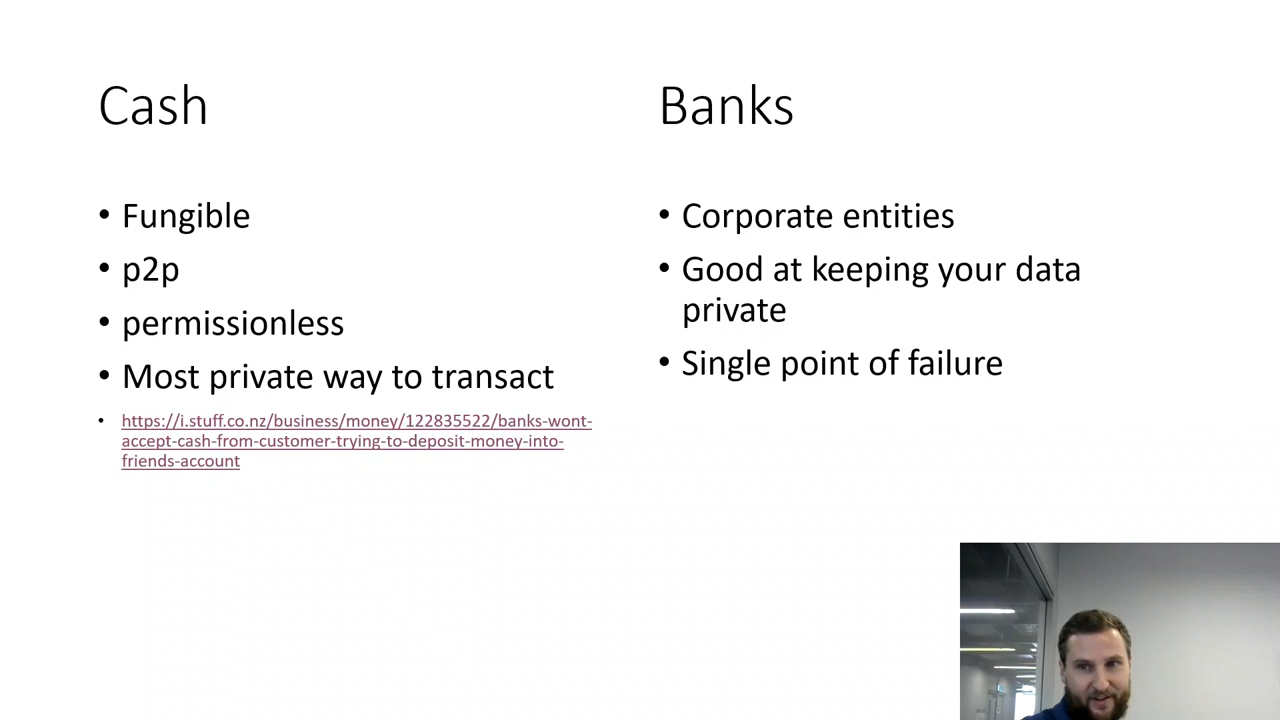 Cash
Fungible
p2p
permissionless
Most private way to transact
https://i.stuff.co.nz/business/money/122835522/banks-wont-
accept-cash-from-customer-trying-to-deposit-money-into-
friends-account
Banks
Corporate entities
Good at keeping your data
private
Single point of failure